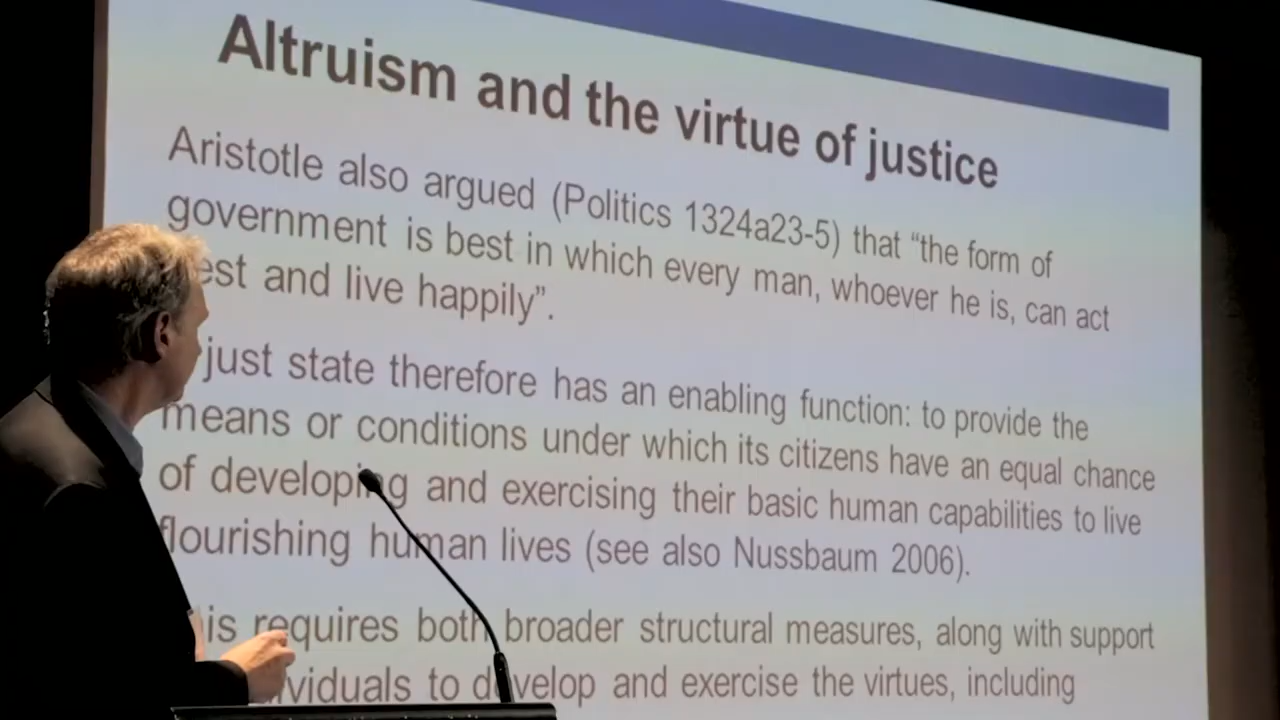 Altruism and the virtue of justice
Aristotle also argued (Politics 1324a23-5) that “the form of
government is best in which every man, whoever he is, can act
est and live happily”.
just state therefore has an enabling function: to provide the
means or conditions under which its citizens have an equal chance
of developing and exercising their basic human capabilities to live
flourishing human lives (see also Nussbaum 2006).
is requires both broader structural measures, along with support
viduals to develop and exercise the virtues, including